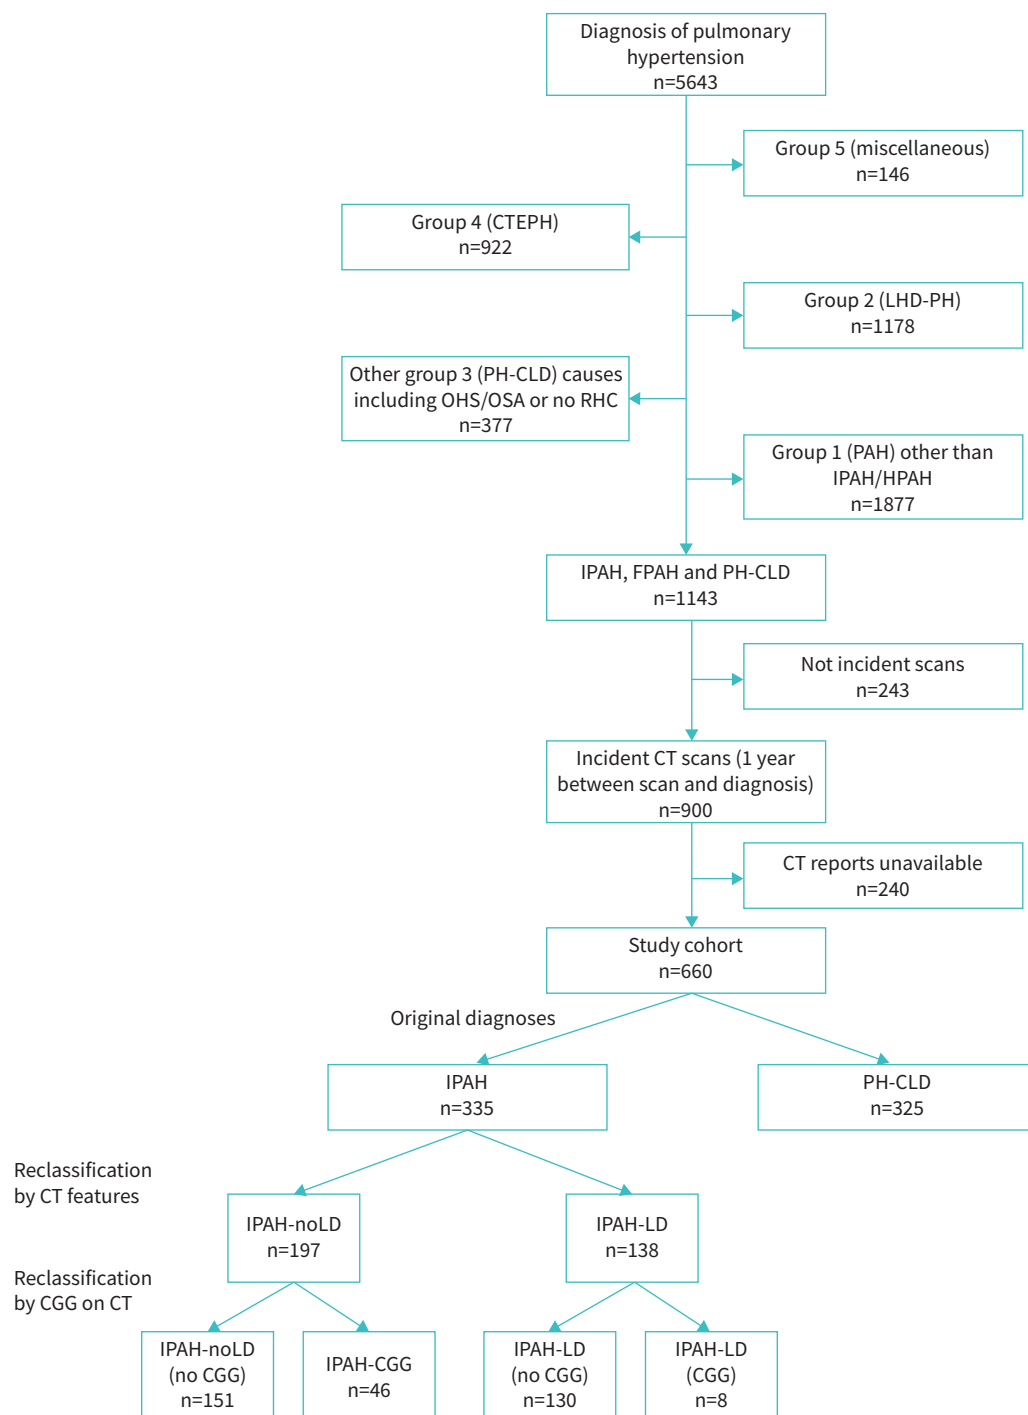 Diagnosis of pulmonary
hypertension
n=5643
Group 5 (miscellaneous)
n=146
Group 4 (CTEPH)
n=922
Group 2 (LHD-PH)
n=1178
Other group 3 (PH-CLD) causes
including OHS/OSA or no RHC
n=377
Group 1 (PAH) other than
IPAH/HPAH
n=1877
IPAH, FPAH and PH-CLD
n=1143
Not incident scans
n=243
Incident CT scans (1 year
between scan and diagnosis)
n=900
CT reports unavailable
n=240
Study cohort
n=660
Original diagnoses
IPAH
n=335
PH-CLD
n=325
Reclassification
by CT features
IPAH-noLD
n=197
IPAH-LD
n=138
Reclassification
by CGG on CT
IPAH-noLD
(no CGG)
n=151
IPAH-CGG
n=46
IPAH-LD
(no CGG)
n=130
IPAH-LD
(CGG)
n=8